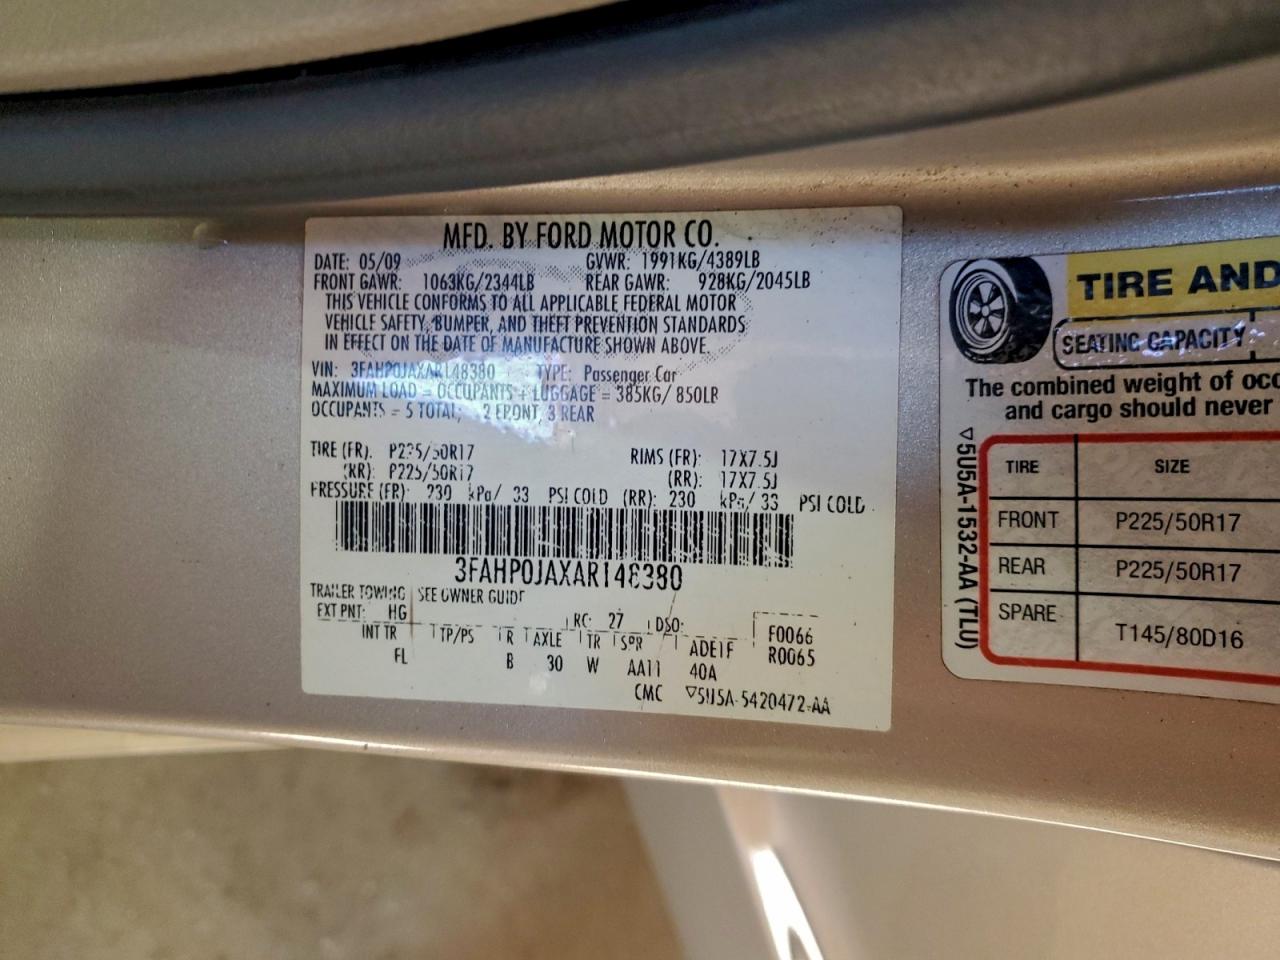 MFD. BY FORD MOTOR CO.
DATE: 05/09 GVWR: 1991KG/4389LB
FRONT GAWR: 1063KG/2344LB REAR GAWR: 928KG/2045LB
THIS VEHICLE CONFORMS TO ALL APPLICABLE FEDERAL MOTOR
VEHICLE SAFETY, BUMPER, AND THEFT PREVENTION STANDARDS
IN EFFECT ON THE DATE OF MANUFACTURE SHOWN ABOVE
VIN: 3FAHP0JAXAR148380 TYPE: Passenger Car
MAXIMUM LOAD = OCCUPANTS + LUGGAGE = 385KG/ 850LB
OCCUPANTS = 5 TOTAL; 2 FRONT, 3 REAR
TIRE (FR): P225/50R17 RIMS (FR): 17X7.5J
(RR): P225/50R17 (RR): 17X7.5J
PRESSURE (FR): 230 kPa/ 33 PSI COLD (RR): 230 kPa/ 33 PSI COLD
3FAHP0JAXAR148380
TRAILER TOWING SEE OWNER GUIDE
EXT PNT: HG RC: 27 DSO: F0066
INT TR TP/PS R AXLE TR SPR ADE1F R0065
FL B 30 W AA11 40A
CMC ▽5U5A-5420472-AA
TIRE AND
SEATING CAPACITY
The combined weight of occ
and cargo should never
TIRE SIZE
FRONT P225/50R17
REAR P225/50R17
SPARE T145/80D16
▽5U5A-1532-AA (TLU)